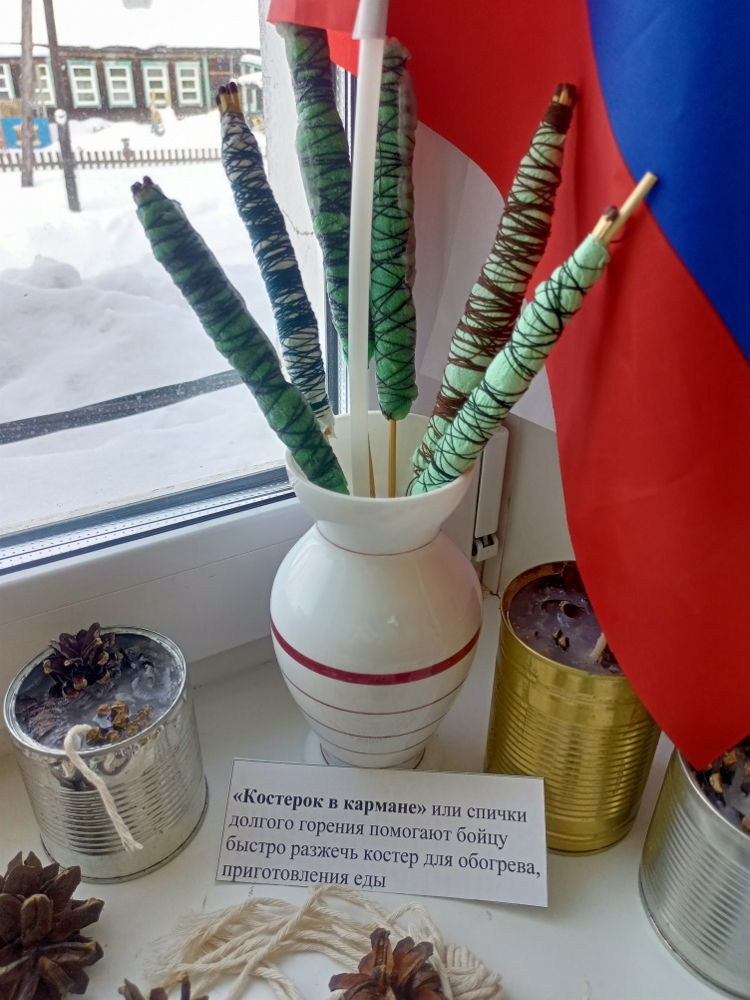 «Костерок в кармане» или спички
долгого горения помогают бойцу
быстро разжечь костер для обогрева,
приготовления еды